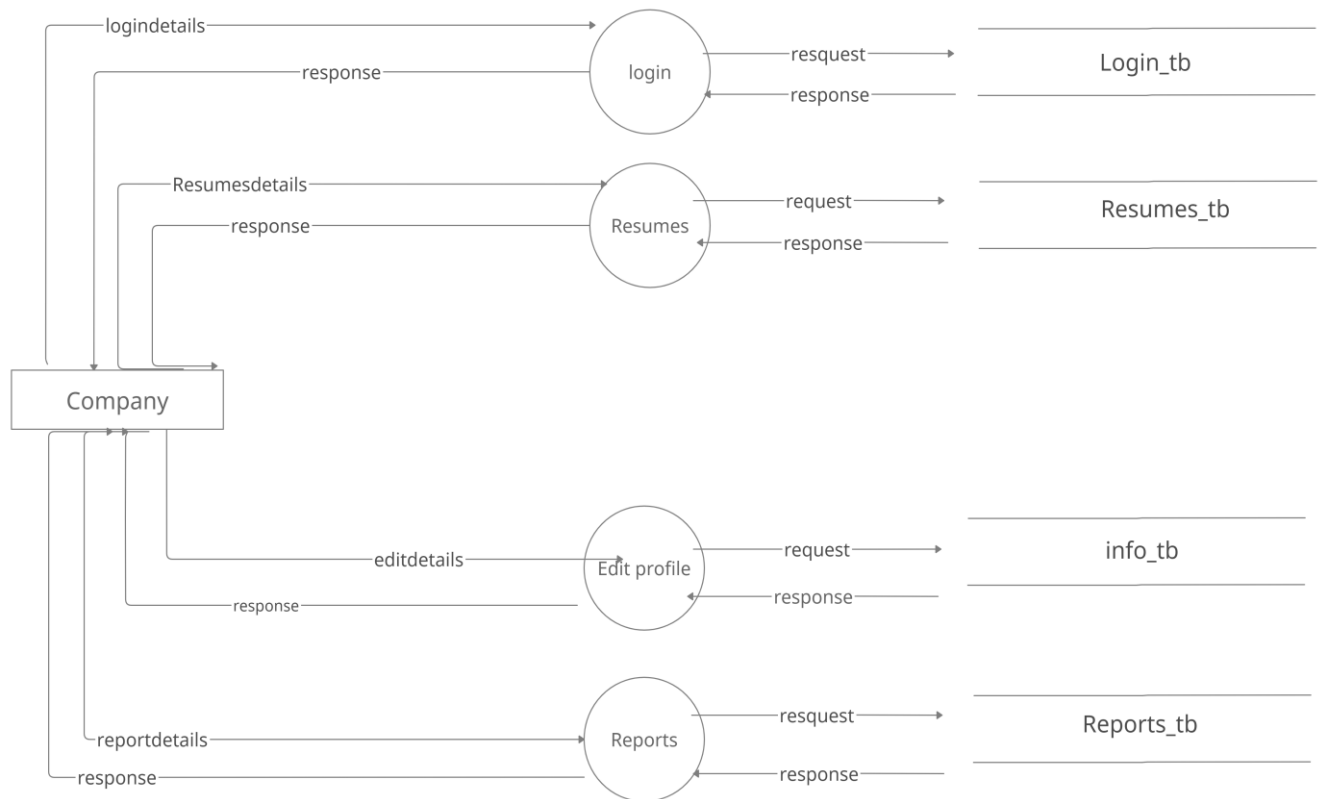 logindetails
response
login
resquest
response
Login_tb
Resumesdetails
response
Resumes
request
response
Resumes_tb
Company
editdetails
response
Edit profile
request
response
info_tb
reportdetails
response
Reports
resquest
response
Reports_tb